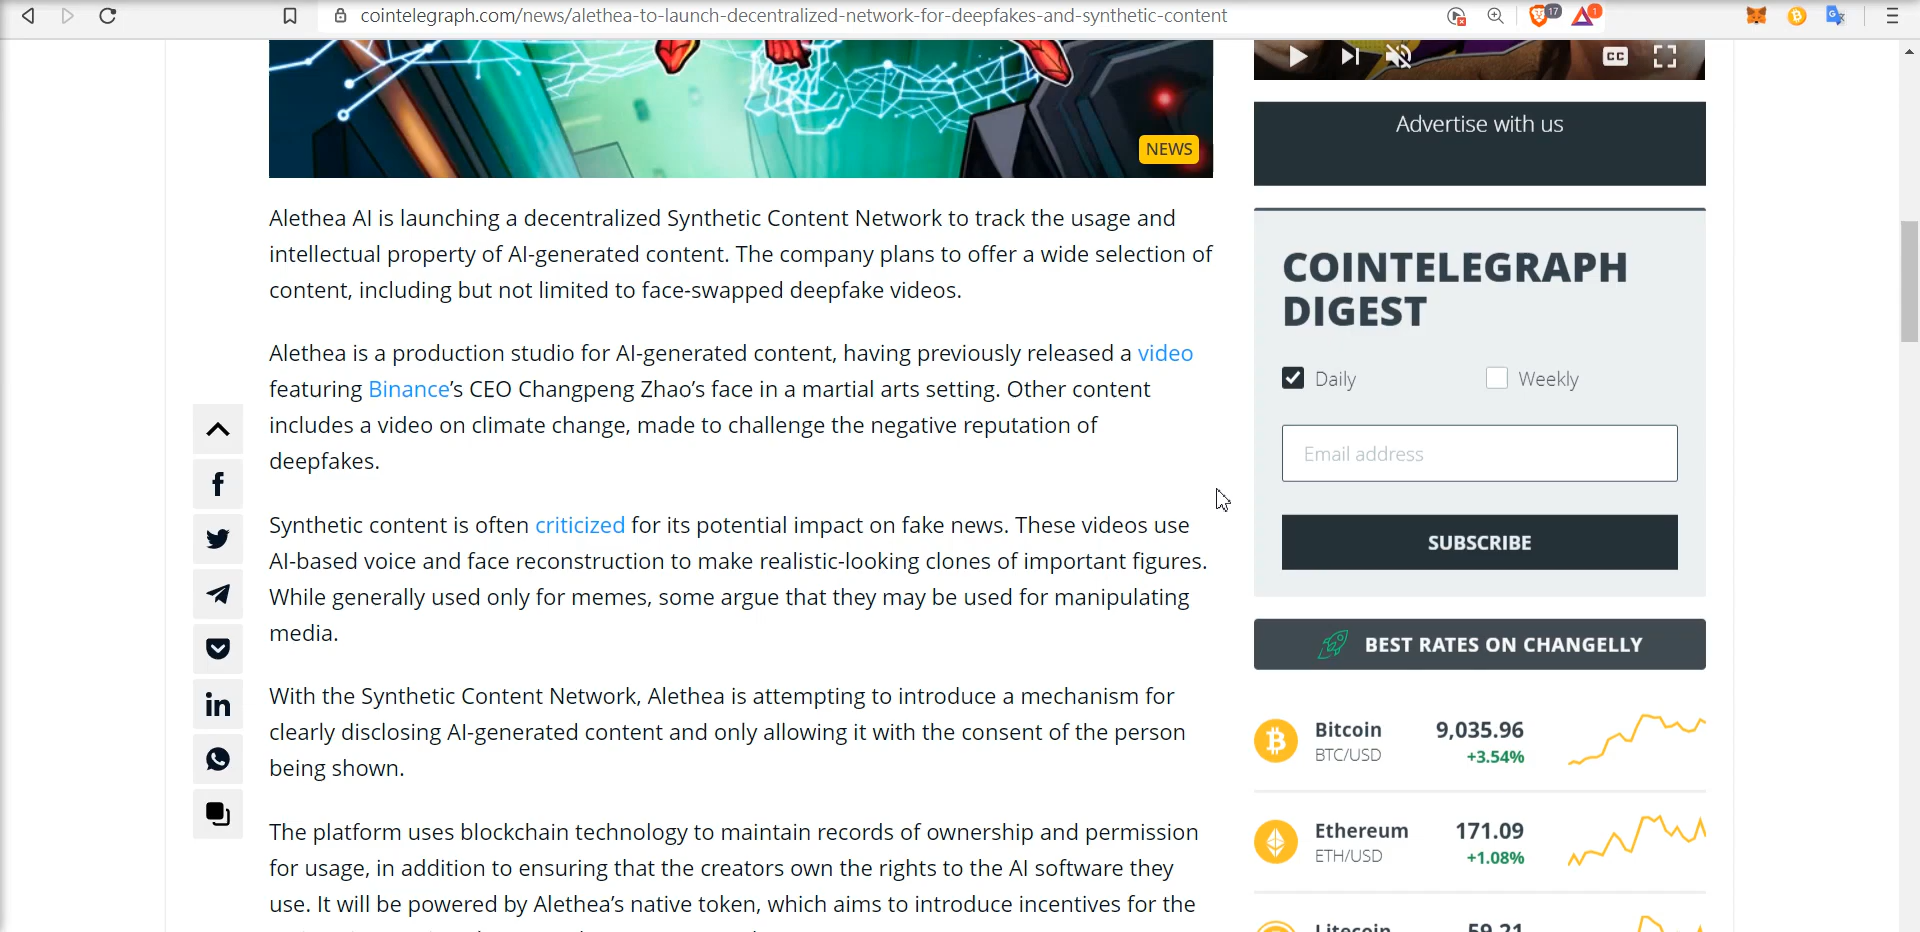 cointelegraph.com/news/alethea-to-launch-decentralized-network-for-deepfakes-and-synthetic-content
17
1
CC
NEWS
Advertise with us
Alethea AI is launching a decentralized Synthetic Content Network to track the usage and
intellectual property of AI-generated content. The company plans to offer a wide selection of
content, including but not limited to face-swapped deepfake videos.
Alethea is a production studio for AI-generated content, having previously released a video
featuring Binance's CEO Changpeng Zhao's face in a martial arts setting. Other content
includes a video on climate change, made to challenge the negative reputation of
deepfakes.
Synthetic content is often criticized for its potential impact on fake news. These videos use
AI-based voice and face reconstruction to make realistic-looking clones of important figures.
While generally used only for memes, some argue that they may be used for manipulating
media.
With the Synthetic Content Network, Alethea is attempting to introduce a mechanism for
clearly disclosing AI-generated content and only allowing it with the consent of the person
being shown.
The platform uses blockchain technology to maintain records of ownership and permission
for usage, in addition to ensuring that the creators own the rights to the AI software they
use. It will be powered by Alethea's native token, which aims to introduce incentives for the
COINTELEGRAPH
DIGEST
Daily
Weekly
Email address
SUBSCRIBE
BEST RATES ON CHANGELLY
Bitcoin 9,035.96
BTC/USD +3.54%
Ethereum 171.09
ETH/USD +1.08%
Litecoin 59.21